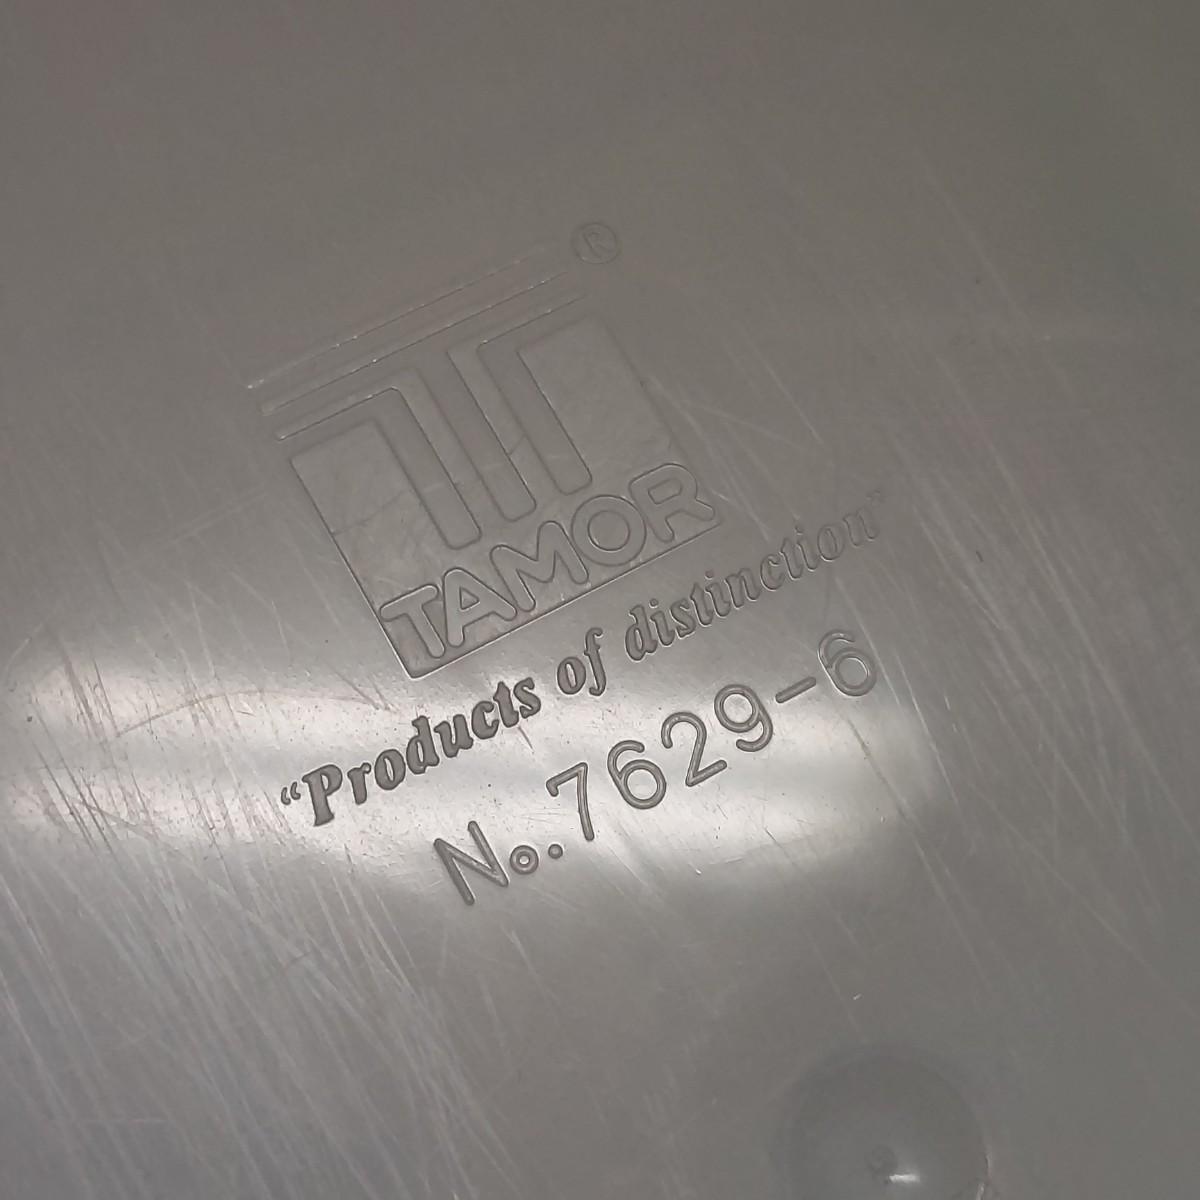 ®
TAMOR
"Products of distinction"
No. 7629-6